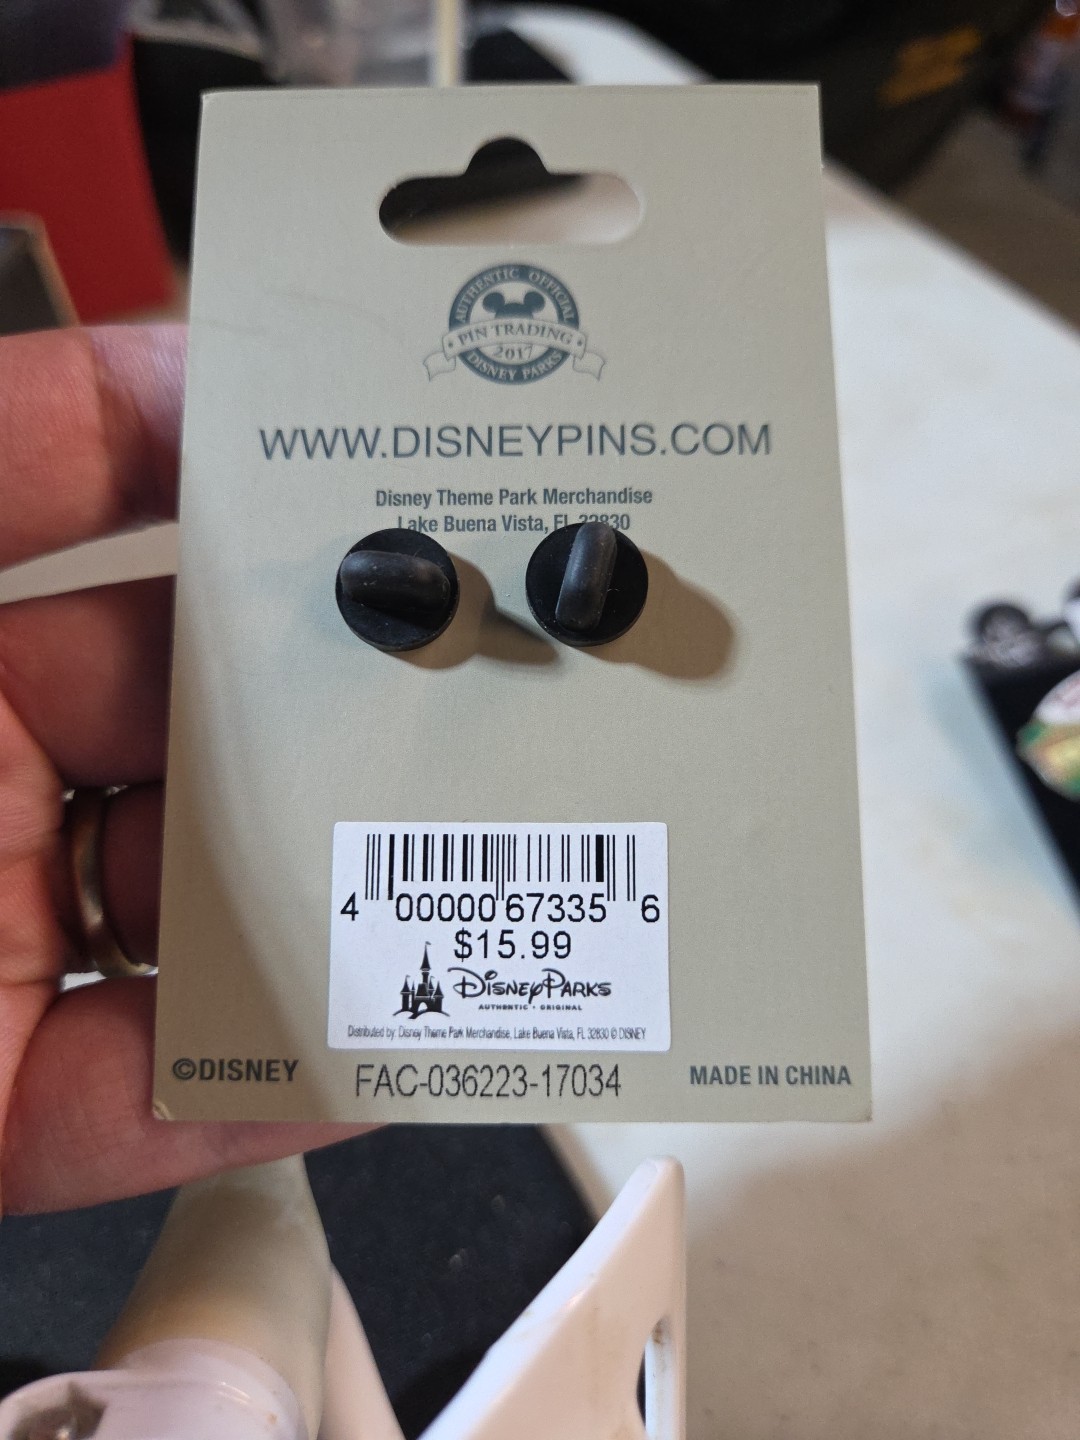 AUTHENTIC OFFICIAL
PIN TRADING
2017
DISNEY PARKS
WWW.DISNEYPINS.COM
Disney Theme Park Merchandise
Lake Buena Vista, FL 32830
4 00000 67335 6
$15.99
Disney Parks
AUTHENTIC • ORIGINAL
Distributed by: Disney Theme Park Merchandise, Lake Buena Vista, FL 32830 © DISNEY
©DISNEY FAC-036223-17034 MADE IN CHINA